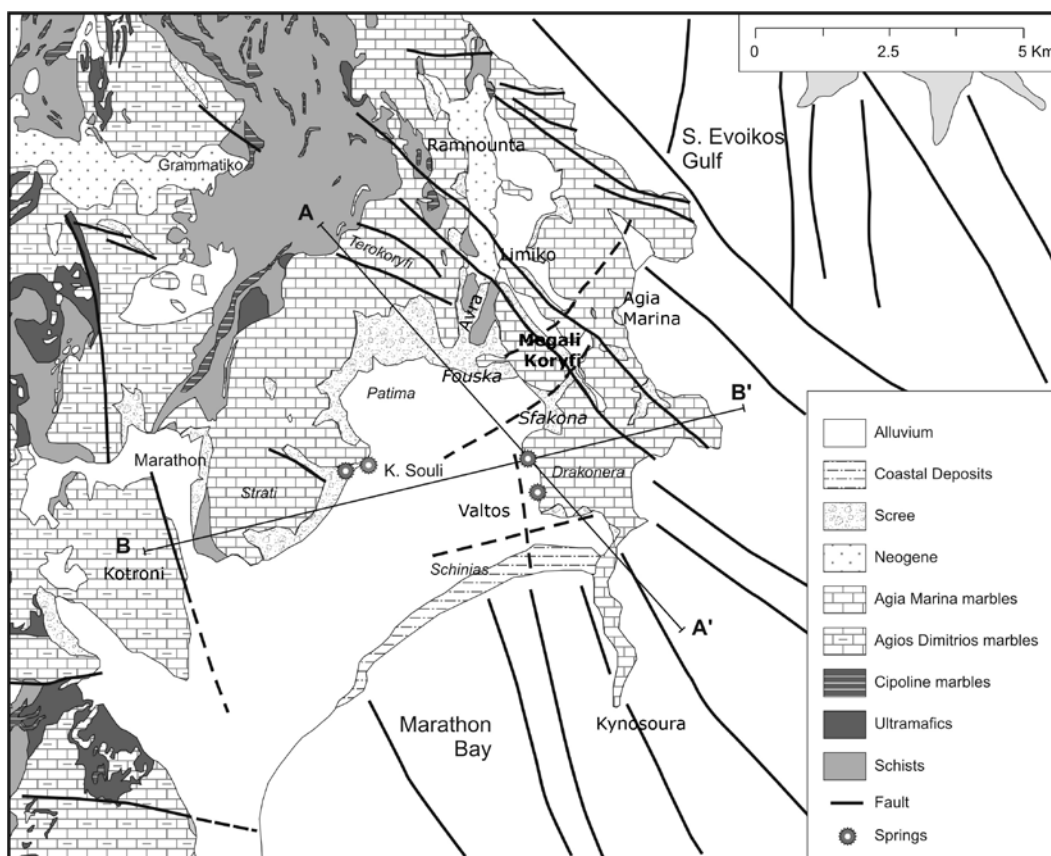 0 2.5 5 Km
S. Evoikos
Gulf
Ramnounta
Grammatiko
A
Terokoryfi
Limiko
Avra
Agia
Marina
Megali
Koryfi
Fouska
Patima
B'
Sfakona
Marathon
K. Souli
Drakonera
Strati
Valtos
B
Kotroni
Schinias
A'
Kynosoura
Marathon
Bay
Alluvium
Coastal Deposits
Scree
Neogene
Agia Marina marbles
Agios Dimitrios marbles
Cipoline marbles
Ultramafics
Schists
Fault
Springs